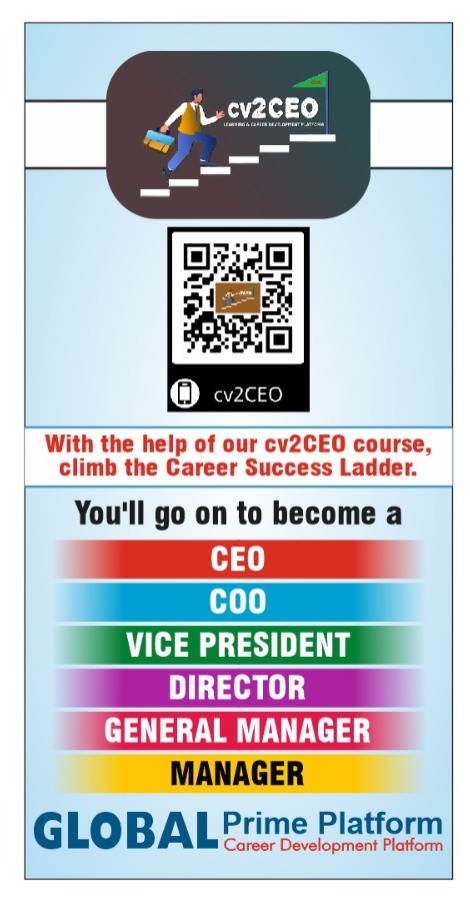 cv2CEO
LEARNING & CAREER DEVELOPMENT PLATFORM
cv2CEO
With the help of our cv2CEO course,
climb the Career Success Ladder.
You'll go on to become a
CEO
COO
VICE PRESIDENT
DIRECTOR
GENERAL MANAGER
MANAGER
GLOBAL Prime Platform
Career Development Platform